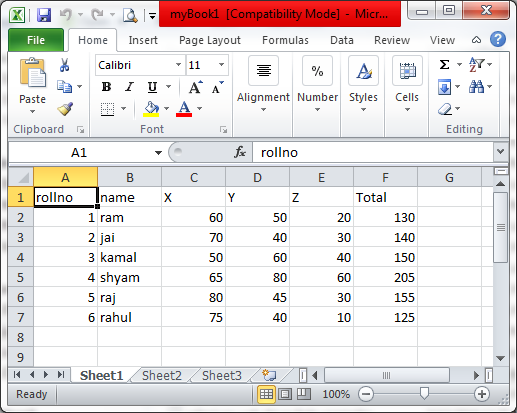 myBook1 [Compatibility Mode] - Micr...
File Home Insert Page Layout Formulas Data Review View
Calibri 11
Paste
B I U A A
Σ
%
Alignment Number Styles Cells
Clipboard Font Editing
A1 fx rollno
A B C D E F G
1 rollno name X Y Z Total
2 1 ram 60 50 20 130
3 2 jai 70 40 30 140
4 3 kamal 50 60 40 150
5 4 shyam 65 80 60 205
6 5 raj 80 45 30 155
7 6 rahul 75 40 10 125
8
9
Sheet1 Sheet2 Sheet3
Ready 100%